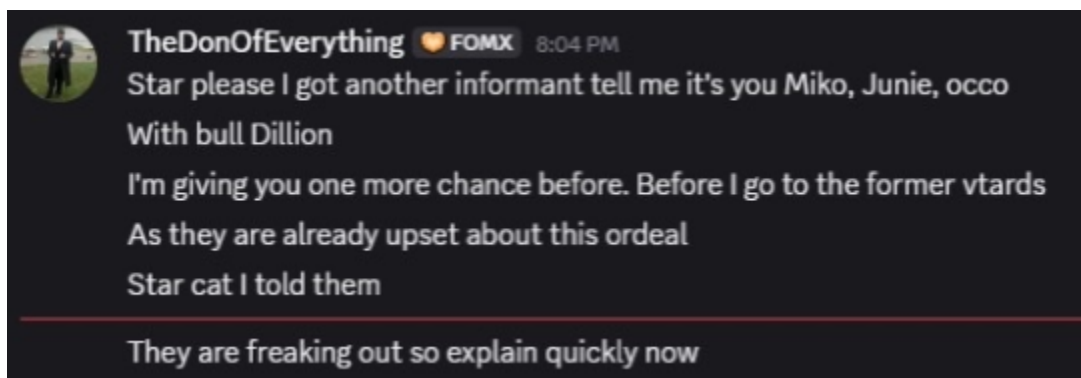 TheDonOfEverything FOMX 8:04 PM
Star please I got another informant tell me it's you Miko, Junie, occo
With bull Dillion
I'm giving you one more chance before. Before I go to the former vtards
As they are already upset about this ordeal
Star cat I told them
They are freaking out so explain quickly now